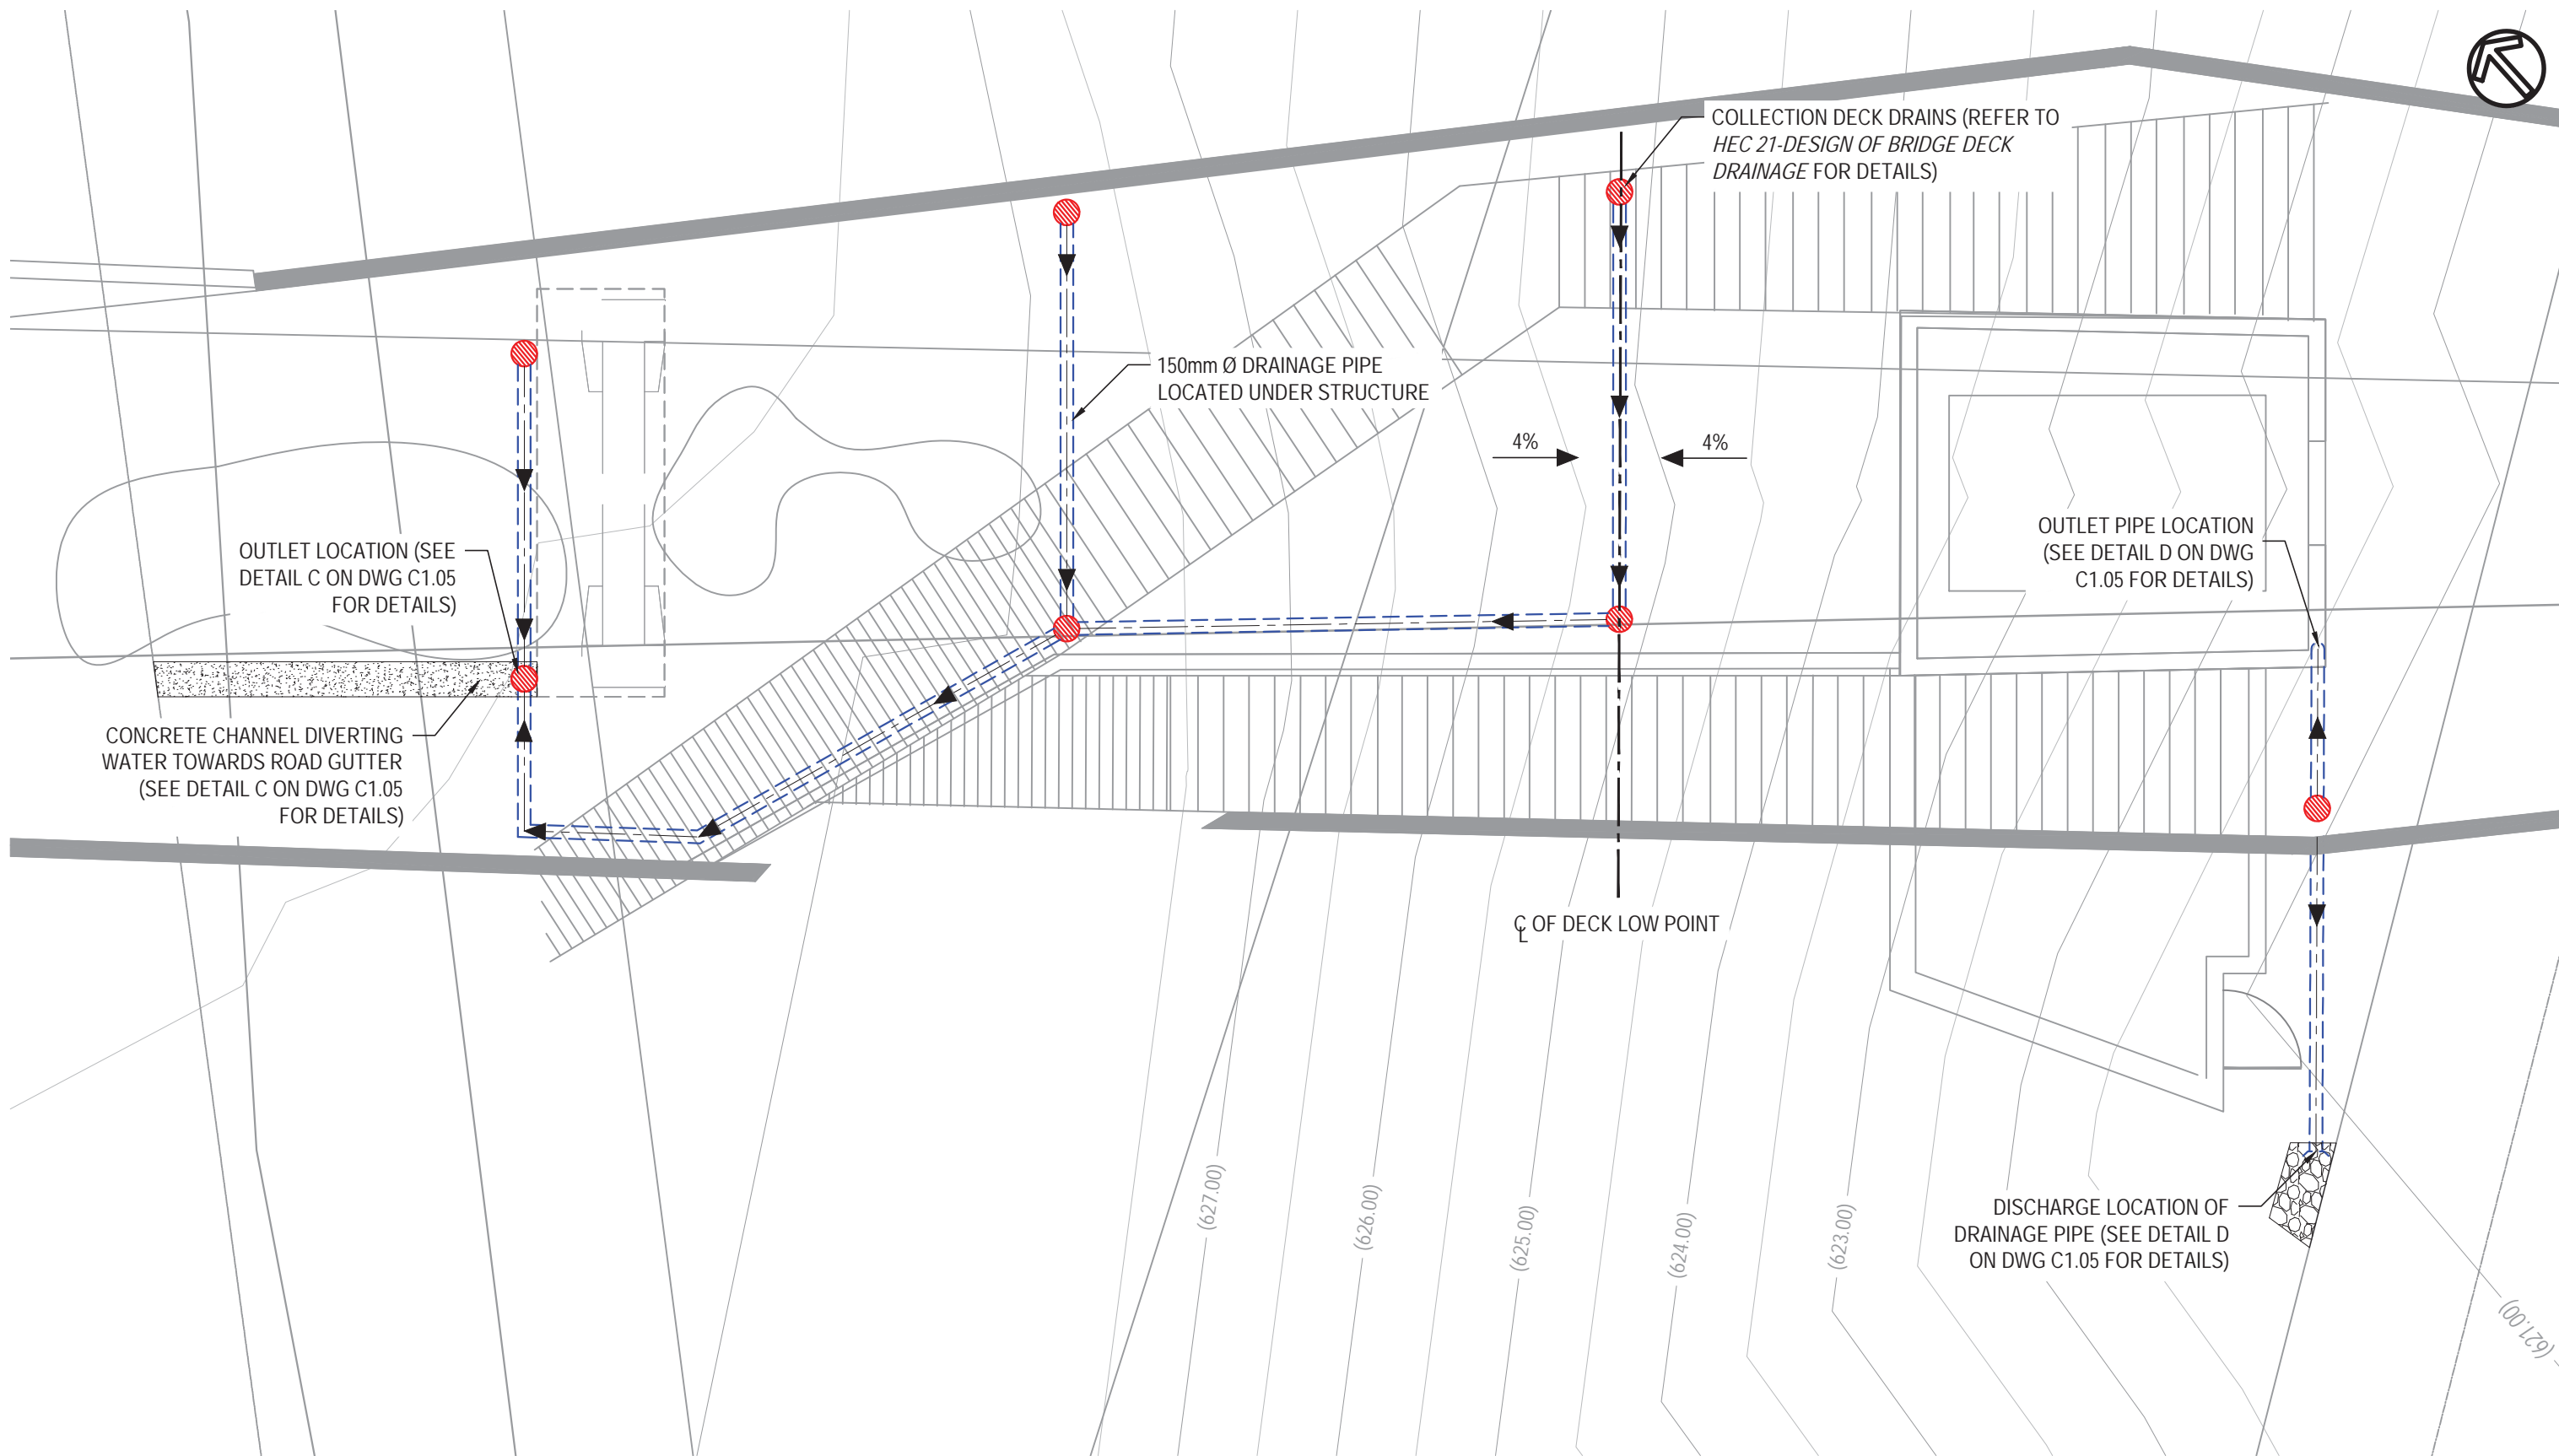 COLLECTION DECK DRAINS (REFER TO
HEC 21-DESIGN OF BRIDGE DECK
DRAINAGE FOR DETAILS)
150mm Ø DRAINAGE PIPE
LOCATED UNDER STRUCTURE
4%
4%
OUTLET LOCATION (SEE
DETAIL C ON DWG C1.05
FOR DETAILS)
OUTLET PIPE LOCATION
(SEE DETAIL D ON DWG
C1.05 FOR DETAILS)
CONCRETE CHANNEL DIVERTING
WATER TOWARDS ROAD GUTTER
(SEE DETAIL C ON DWG C1.05
FOR DETAILS)
℄ OF DECK LOW POINT
(627.00)
(626.00)
(625.00)
(624.00)
(623.00)
DISCHARGE LOCATION OF
DRAINAGE PIPE (SEE DETAIL D
ON DWG C1.05 FOR DETAILS)
(621.00)